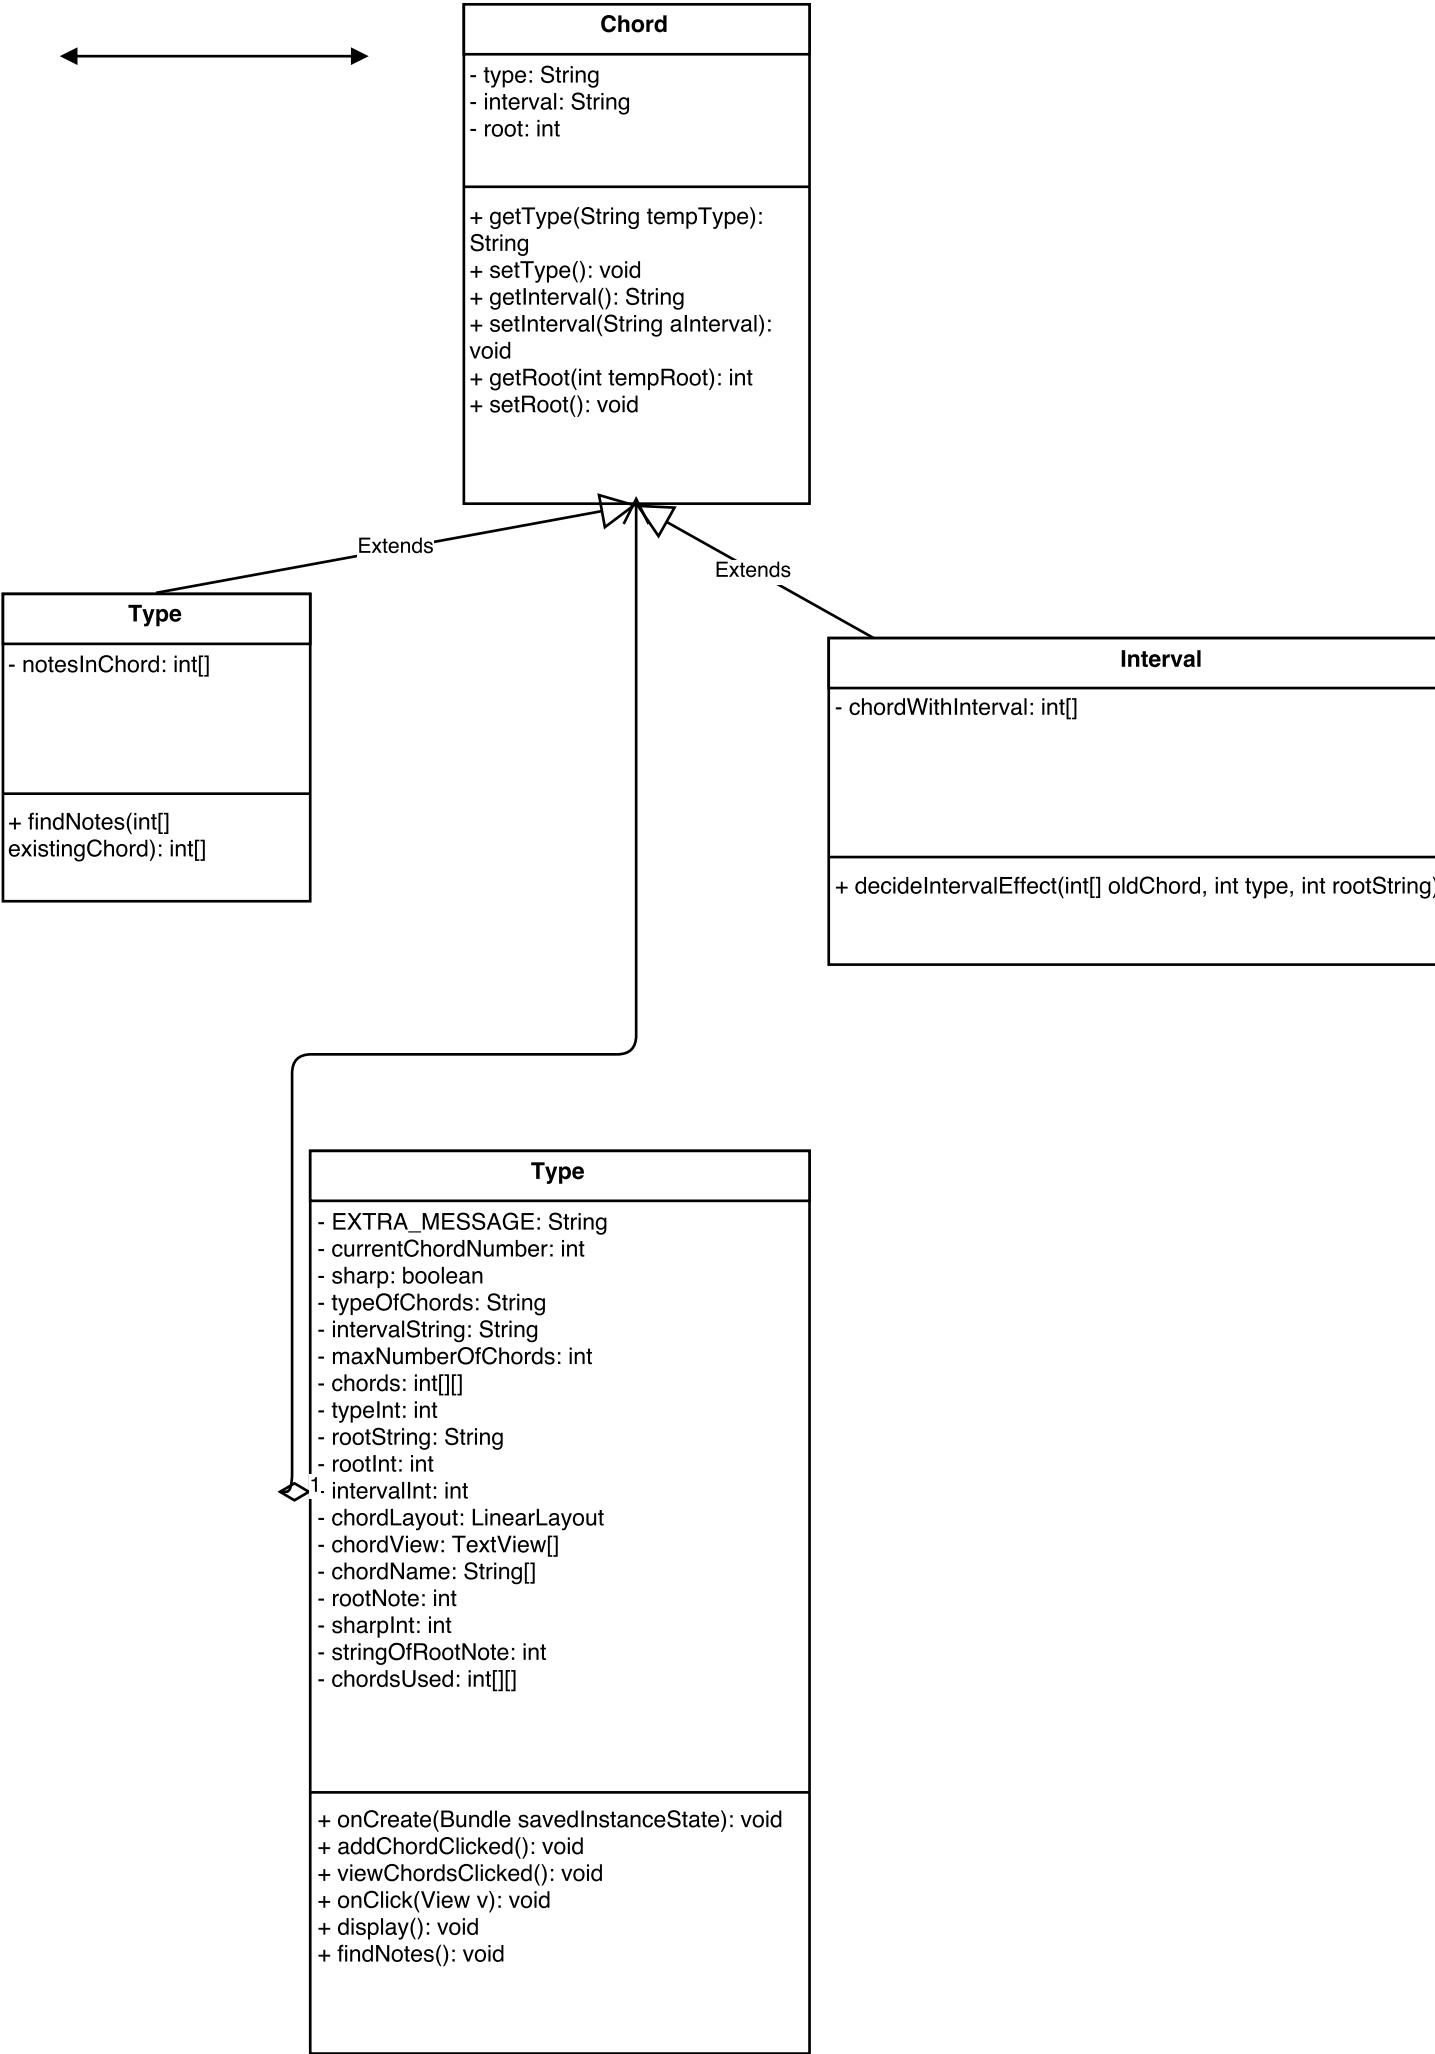 Chord
- type: String
- interval: String
- root: int
+ getType(String tempType):
String
+ setType(): void
+ getInterval(): String
+ setInterval(String aInterval):
void
+ getRoot(int tempRoot): int
+ setRoot(): void
Extends
Extends
Type
- notesInChord: int[]
+ findNotes(int[]
existingChord): int[]
Interval
- chordWithInterval: int[]
+ decideIntervalEffect(int[] oldChord, int type, int rootString)
Type
- EXTRA_MESSAGE: String
- currentChordNumber: int
- sharp: boolean
- typeOfChords: String
- intervalString: String
- maxNumberOfChords: int
- chords: int[][]
- typeInt: int
- rootString: String
- rootInt: int
1
- intervalInt: int
- chordLayout: LinearLayout
- chordView: TextView[]
- chordName: String[]
- rootNote: int
- sharpInt: int
- stringOfRootNote: int
- chordsUsed: int[][]
+ onCreate(Bundle savedInstanceState): void
+ addChordClicked(): void
+ viewChordsClicked(): void
+ onClick(View v): void
+ display(): void
+ findNotes(): void